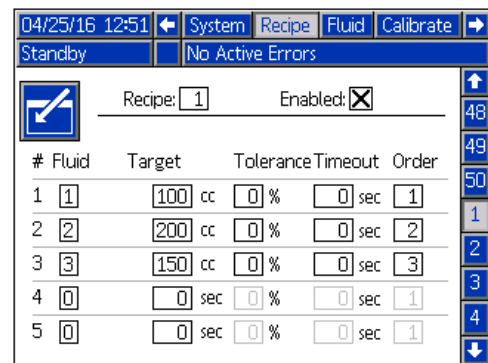 04/25/16 12:51 System Recipe Fluid Calibrate
Standby No Active Errors
Recipe: 1 Enabled:
# Fluid Target Tolerance Timeout Order
1 1 100 cc 0 % 0 sec 1
2 2 200 cc 0 % 0 sec 2
3 3 150 cc 0 % 0 sec 3
4 0 0 sec 0 % 0 sec 1
5 0 0 sec 0 % 0 sec 1
48
49
50
1
2
3
4